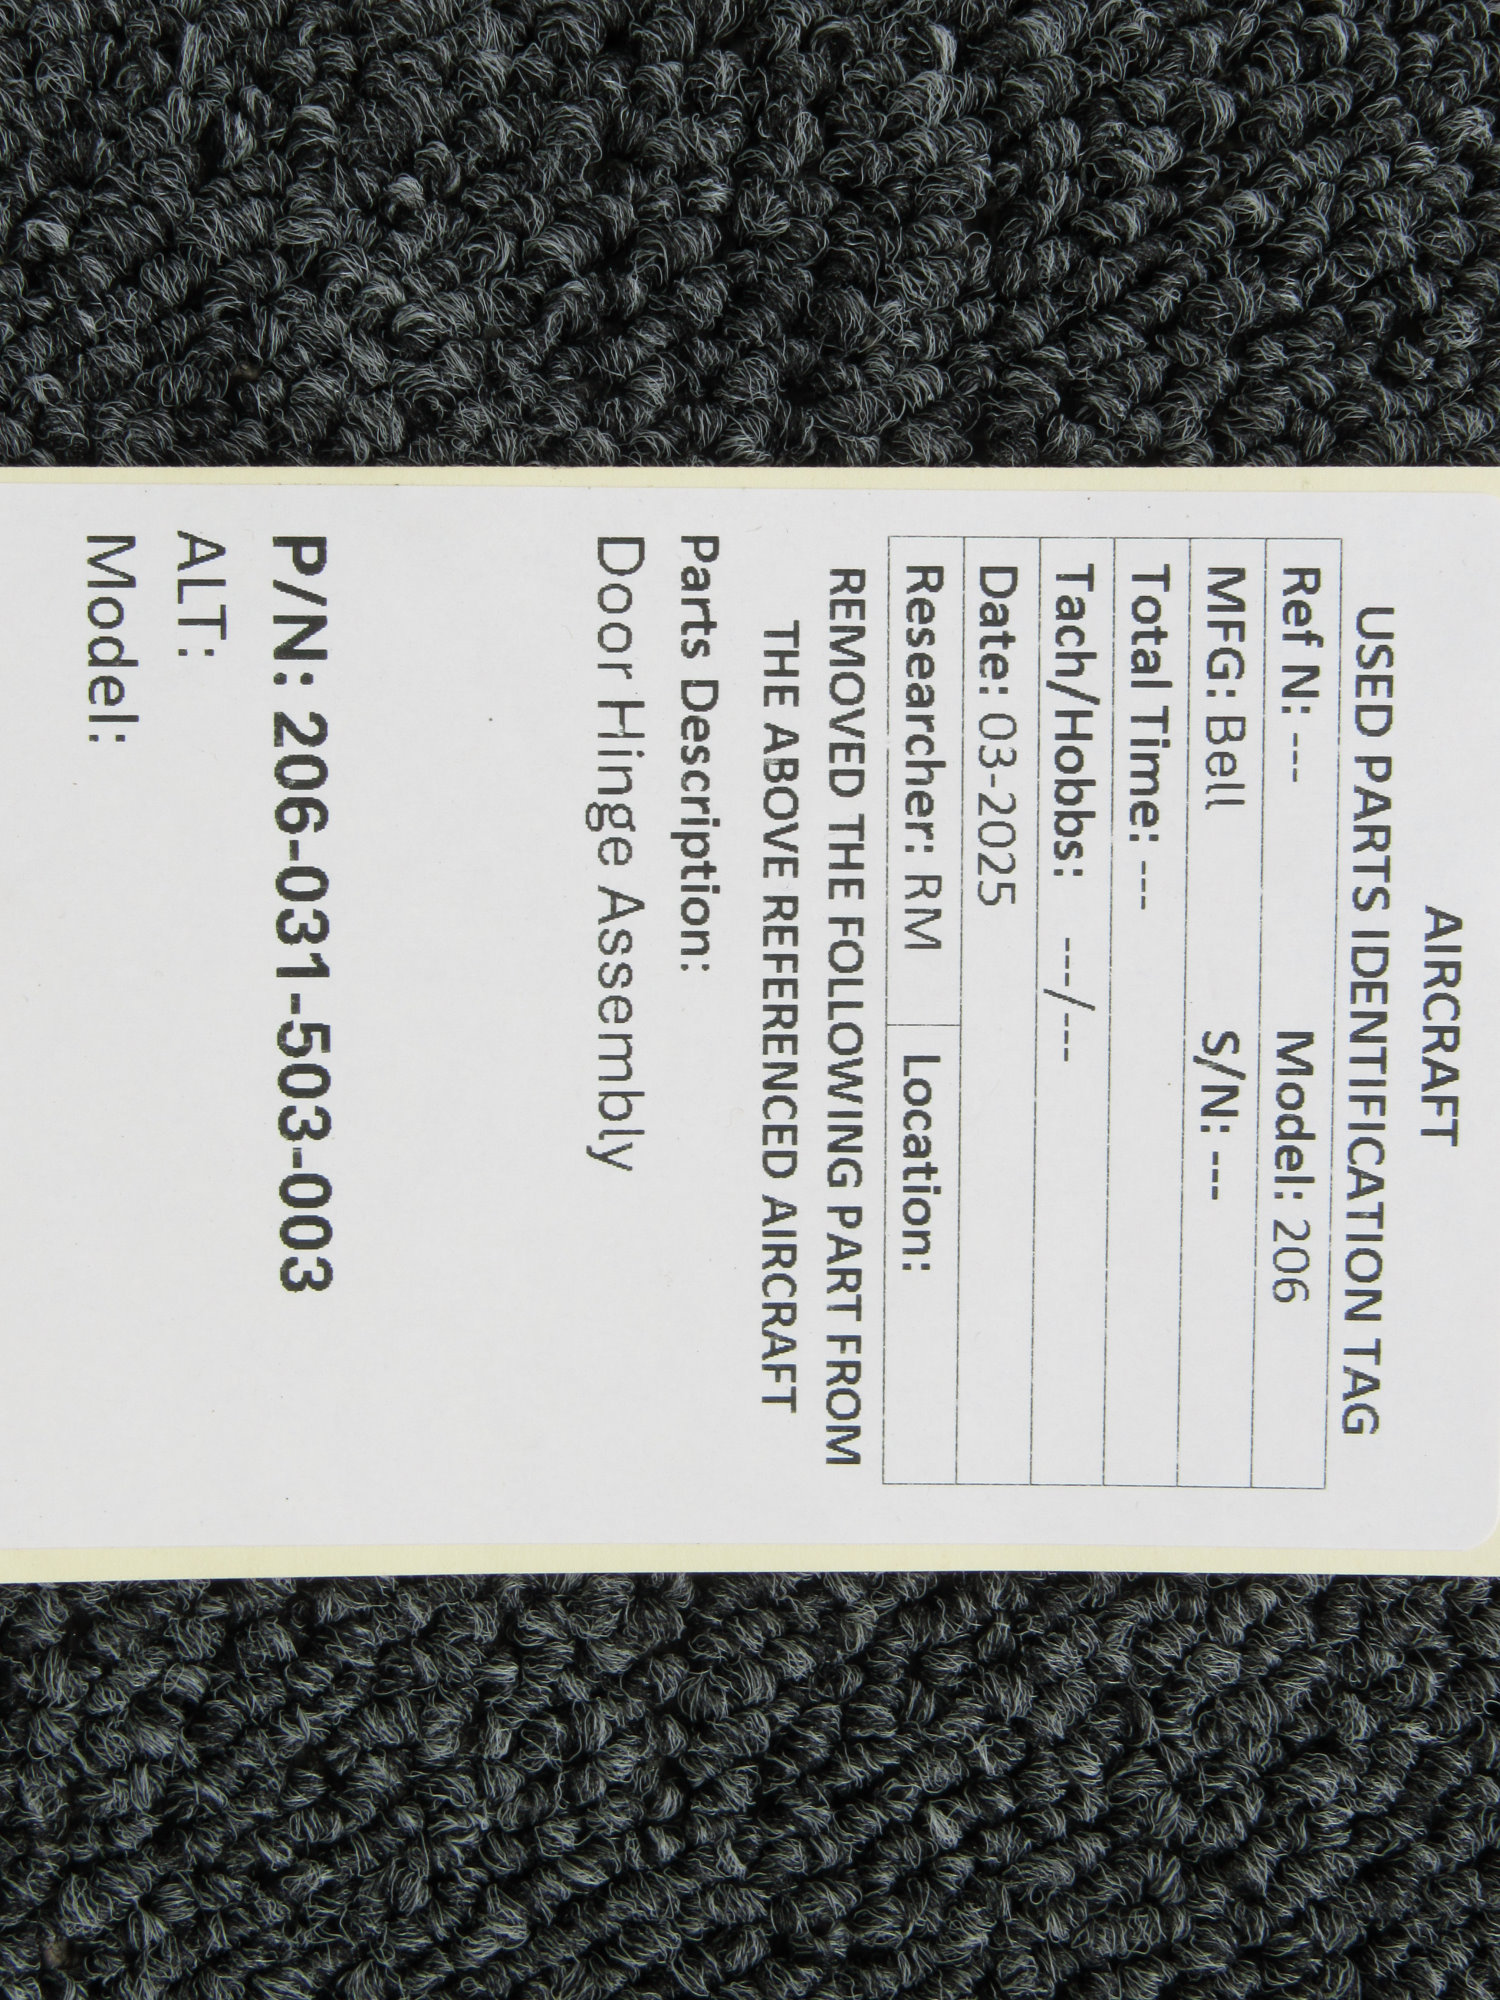 AIRCRAFT
USED PARTS IDENTIFICATION TAG
Ref N: --- Model: 206
MFG: Bell S/N: ---
Total Time: ---
Tach/Hobbs: ---/---
Date: 03-2025
Researcher: RM Location:
REMOVED THE FOLLOWING PART FROM
THE ABOVE REFERENCED AIRCRAFT
Parts Description:
Door Hinge Assembly
P/N: 206-031-503-003
ALT:
Model: